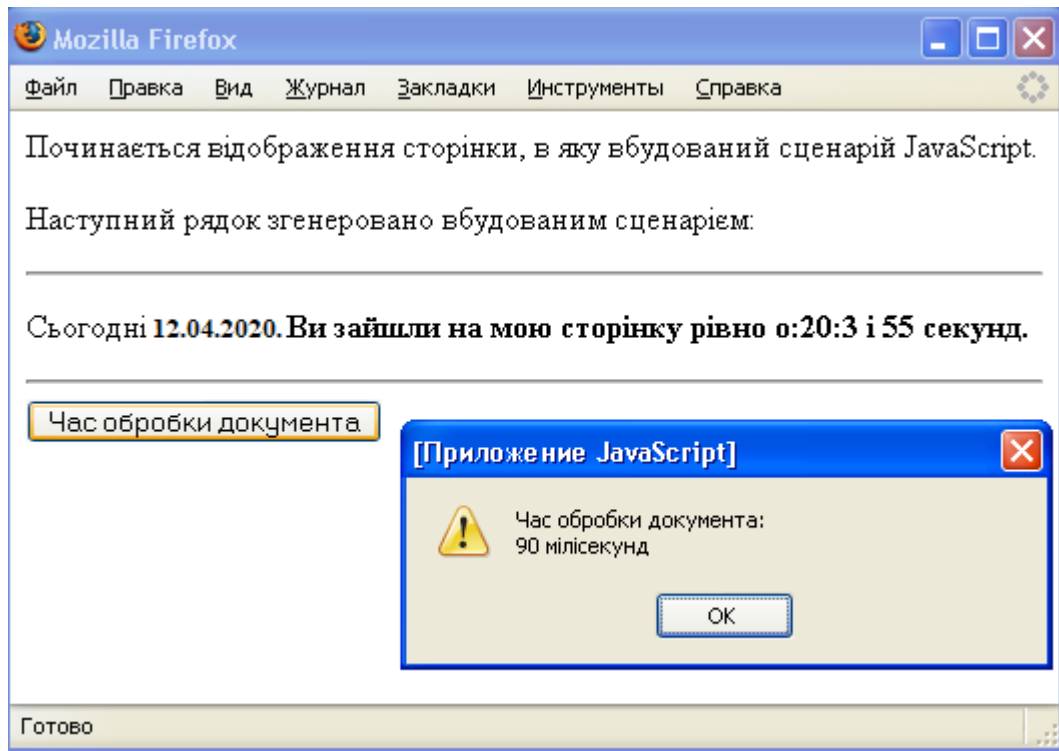 Mozilla Firefox
Файл Правка Вид Журнал Закладки Инструменты Справка
Починається відображення сторінки, в яку вбудований сценарій JavaScript.
Наступний рядок згенеровано вбудованим сценарієм:
Сьогодні 12.04.2020. Ви зайшли на мою сторінку рівно о:20:3 і 55 секунд.
Час обробки документа
[Приложение JavaScript]
Час обробки документа:
90 мілісекунд
OK
Готово